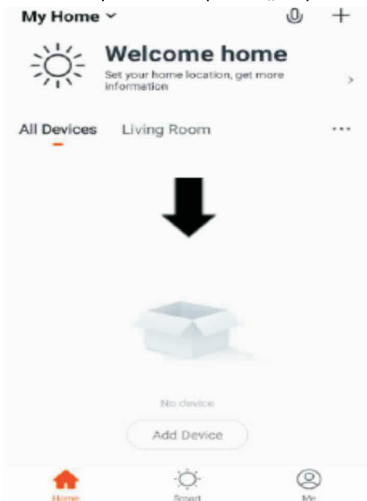 My Home
Welcome home
Set your home location, get more
information
All Devices Living Room
No device
Add Device
Home Smart Me